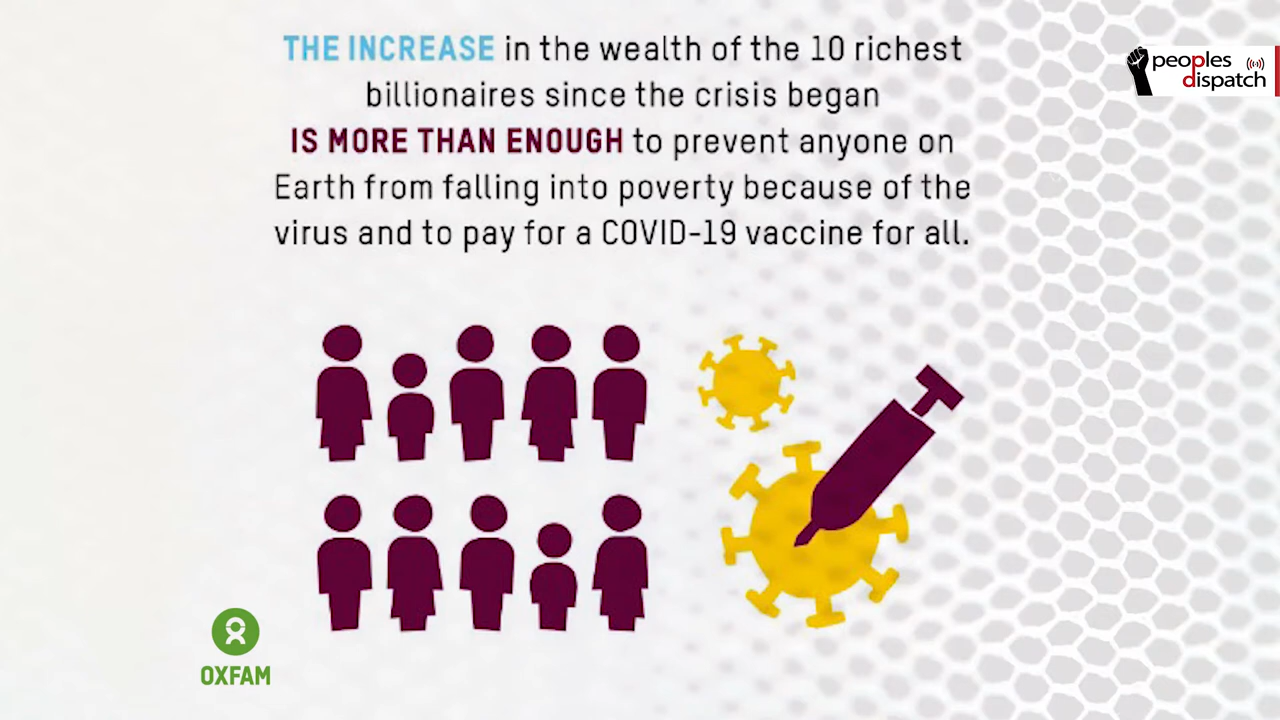 THE INCREASE in the wealth of the 10 richest
billionaires since the crisis began
IS MORE THAN ENOUGH to prevent anyone on
Earth from falling into poverty because of the
virus and to pay for a COVID-19 vaccine for all.
peoples
dispatch
OXFAM